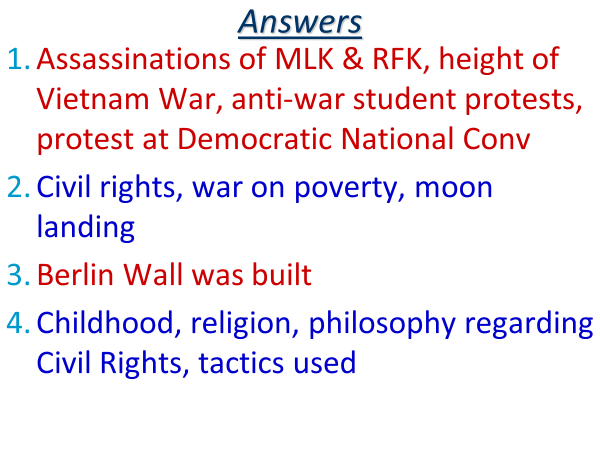 Answers
1. Assassinations of MLK & RFK, height of
Vietnam War, anti-war student protests,
protest at Democratic National Conv
2. Civil rights, war on poverty, moon
landing
3. Berlin Wall was built
4. Childhood, religion, philosophy regarding
Civil Rights, tactics used